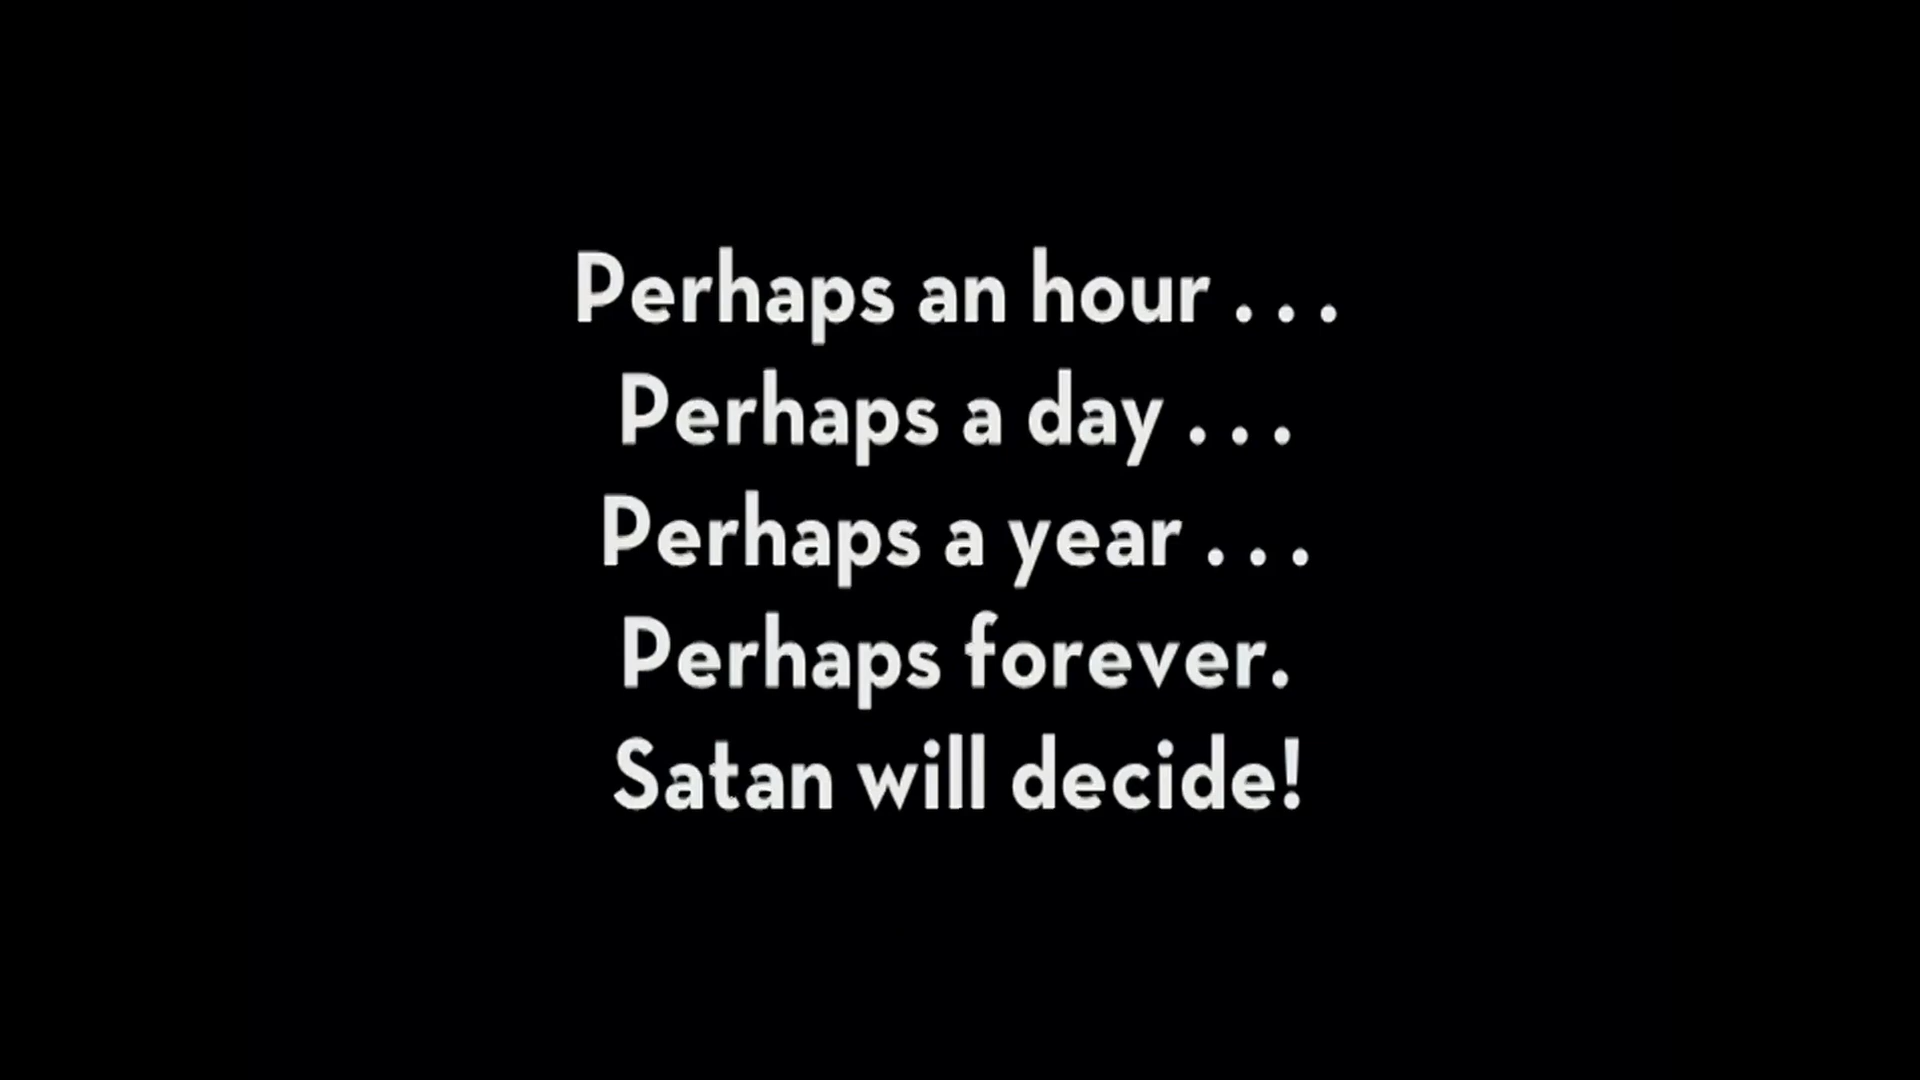 Perhaps an hour . . .
Perhaps a day . . .
Perhaps a year . . .
Perhaps forever.
Satan will decide!